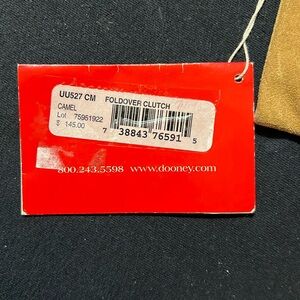 UU527 CM FOLDOVER CLUTCH
CAMEL
Lot 75951922
$ 145.00
7 38843 76591 5
800.243.5598 www.dooney.com